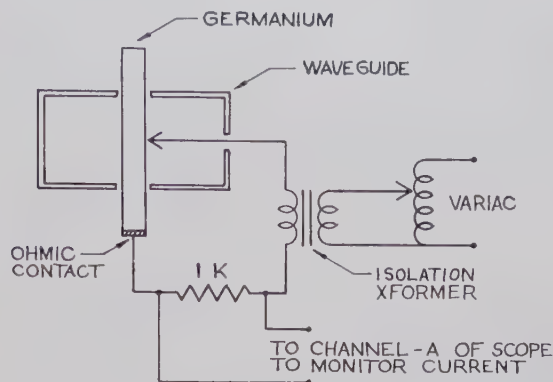 GERMANIUM
WAVEGUIDE
VARIAC
OHMIC
CONTACT
1 K
ISOLATION
XFORMER
TO CHANNEL-A OF SCOPE
TO MONITOR CURRENT